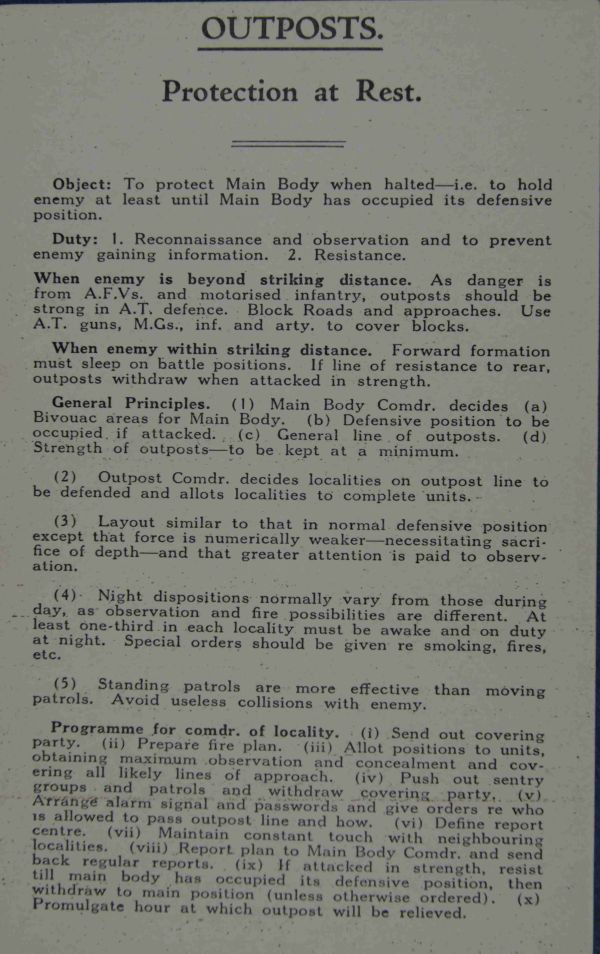 OUTPOSTS.
Protection at Rest.
Object: To protect Main Body when halted—i.e. to hold
enemy at least until Main Body has occupied its defensive
position.
Duty: 1. Reconnaissance and observation and to prevent
enemy gaining information. 2. Resistance.
When enemy is beyond striking distance. As danger is
from A.F.Vs. and motorised infantry, outposts should be
strong in A.T. defence. Block Roads and approaches. Use
A.T. guns, M.Gs., inf. and arty. to cover blocks.
When enemy within striking distance. Forward formation
must sleep on battle positions. If line of resistance to rear,
outposts withdraw when attacked in strength.
General Principles. (1) Main Body Comdr. decides (a)
Bivouac areas for Main Body. (b) Defensive position to be
occupied if attacked. (c) General line of outposts. (d)
Strength of outposts—to be kept at a minimum.
(2) Outpost Comdr. decides localities on outpost line to
be defended and allots localities to complete units.
(3) Layout similar to that in normal defensive position
except that force is numerically weaker—necessitating sacri-
fice of depth—and that greater attention is paid to observ-
ation.
(4) Night dispositions normally vary from those during
day, as observation and fire possibilities are different. At
least one-third in each locality must be awake and on duty
at night. Special orders should be given re smoking, fires,
etc.
(5) Standing patrols are more effective than moving
patrols. Avoid useless collisions with enemy.
Programme for comdr. of locality. (i) Send out covering
party. (ii) Prepare fire plan. (iii) Allot positions to units,
obtaining maximum observation and concealment and cov-
ering all likely lines of approach. (iv) Push out sentry
groups and patrols and withdraw covering party. (v)
Arrange alarm signal and passwords and give orders re who
is allowed to pass outpost line and how. (vi) Define report
centre. (vii) Maintain constant touch with neighbouring
localities. (viii) Report plan to Main Body Comdr. and send
back regular reports. (ix) If attacked in strength, resist
till main body has occupied its defensive position, then
withdraw to main position (unless otherwise ordered). (x)
Promulgate hour at which outpost will be relieved.